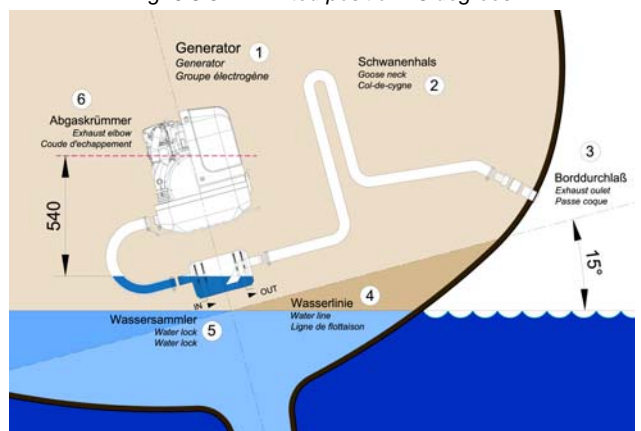 position degrees
Generator
1
Generator
Groupe électrogène
Schwanenhals
Goose neck
Col-de-cygne
2
6
Abgaskrümmer
Exhaust elbow
Coude d'echappement
3
Borddurchlaß
Exhaust oulet
Passe coque
540
15°
IN
OUT
Wasserlinie
4
Water line
Ligne de flottaison
Wassersammler
5
Water lock
Water lock